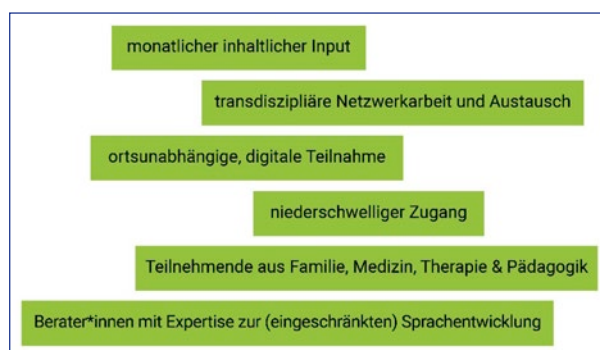 monatlicher inhaltlicher Input
transdiszipliäre Netzwerkarbeit und Austausch
ortsunabhängige, digitale Teilnahme
niederschwelliger Zugang
Teilnehmende aus Familie, Medizin, Therapie & Pädagogik
Berater*innen mit Expertise zur (eingeschränkten) Sprachentwicklung